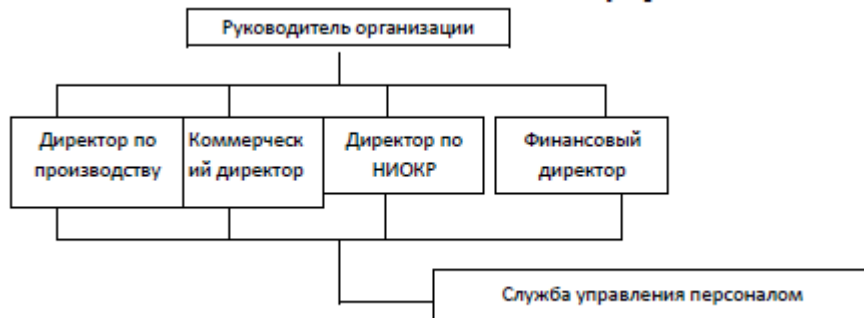 Руководитель организации
Директор по
производству
Коммерческ
ий директор
Директор по
НИОКР
Финансовый
директор
Служба управления персоналом